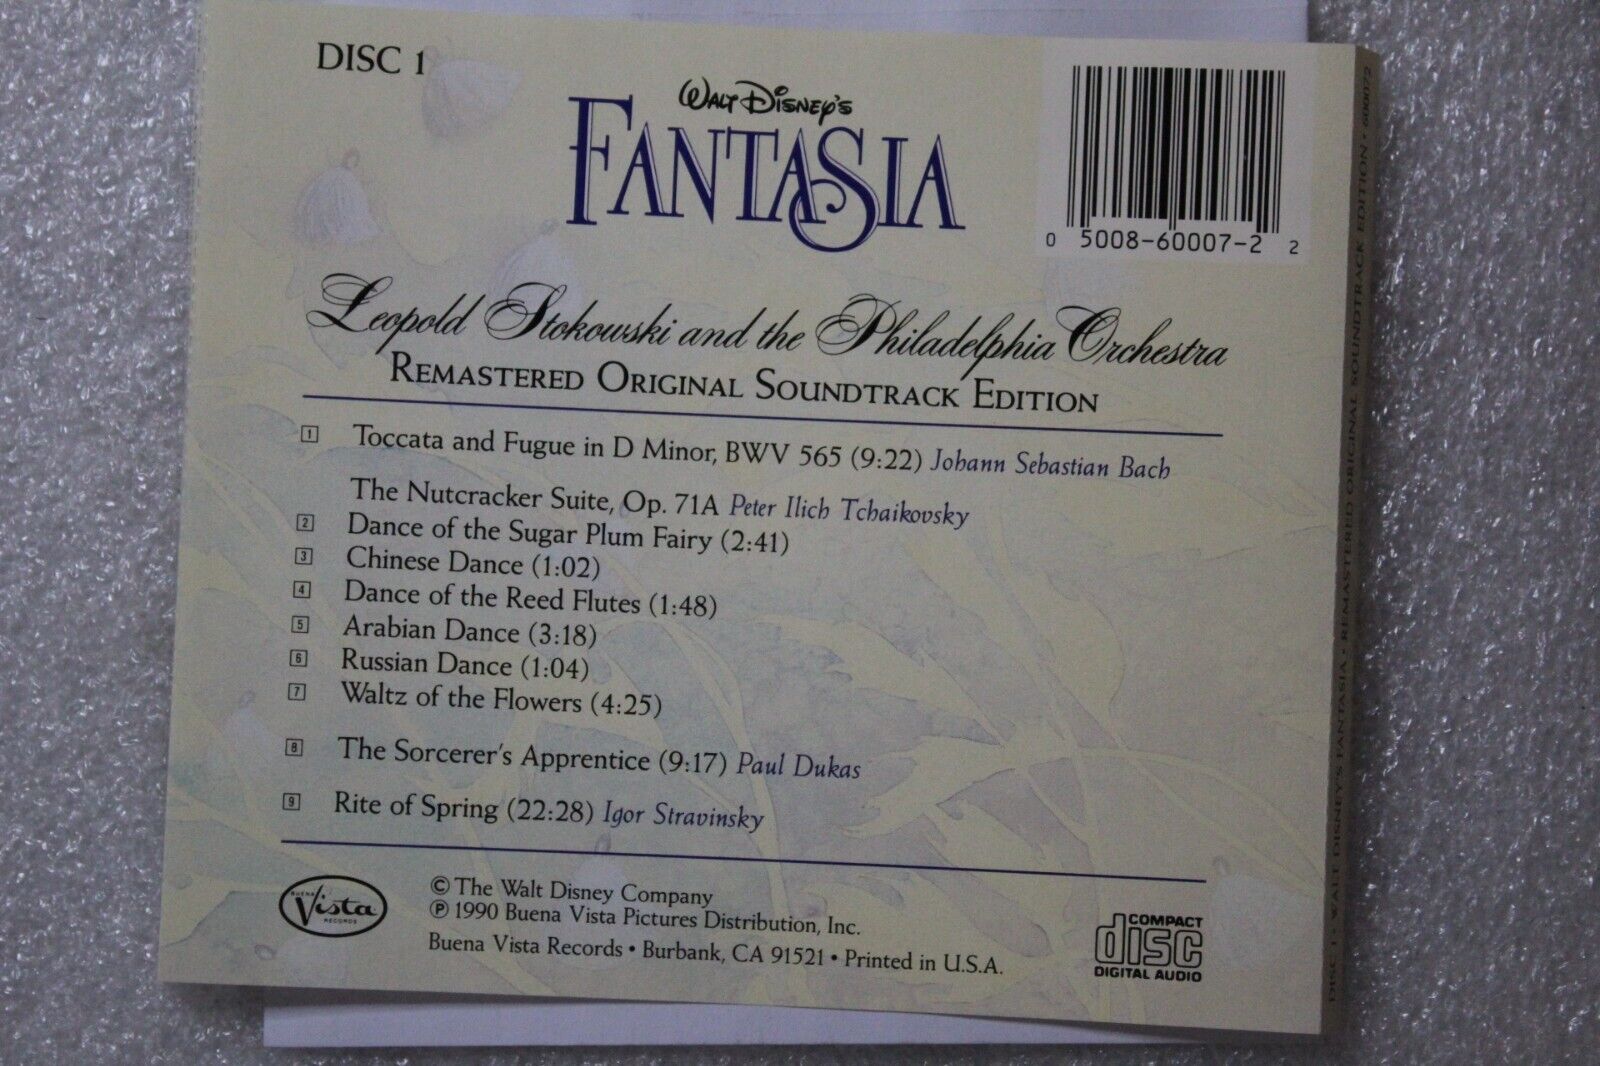 DISC 1
WALT DISNEY'S
FANTASIA
0 5008-60007-2 2
Leopold Stokowski and the Philadelphia Orchestra
REMASTERED ORIGINAL SOUNDTRACK EDITION
1 Toccata and Fugue in D Minor, BWV 565 (9:22) Johann Sebastian Bach
The Nutcracker Suite, Op. 71A Peter Ilich Tchaikovsky
2 Dance of the Sugar Plum Fairy (2:41)
3 Chinese Dance (1:02)
4 Dance of the Reed Flutes (1:48)
5 Arabian Dance (3:18)
6 Russian Dance (1:04)
7 Waltz of the Flowers (4:25)
8 The Sorcerer's Apprentice (9:17) Paul Dukas
9 Rite of Spring (22:28) Igor Stravinsky
BUENA
Vista
RECORDS
© The Walt Disney Company
℗ 1990 Buena Vista Pictures Distribution, Inc.
Buena Vista Records • Burbank, CA 91521 • Printed in U.S.A.
COMPACT
disc
DIGITAL AUDIO
DISC 1 • WALT DISNEY'S FANTASIA • REMASTERED ORIGINAL SOUNDTRACK EDITION • 600072